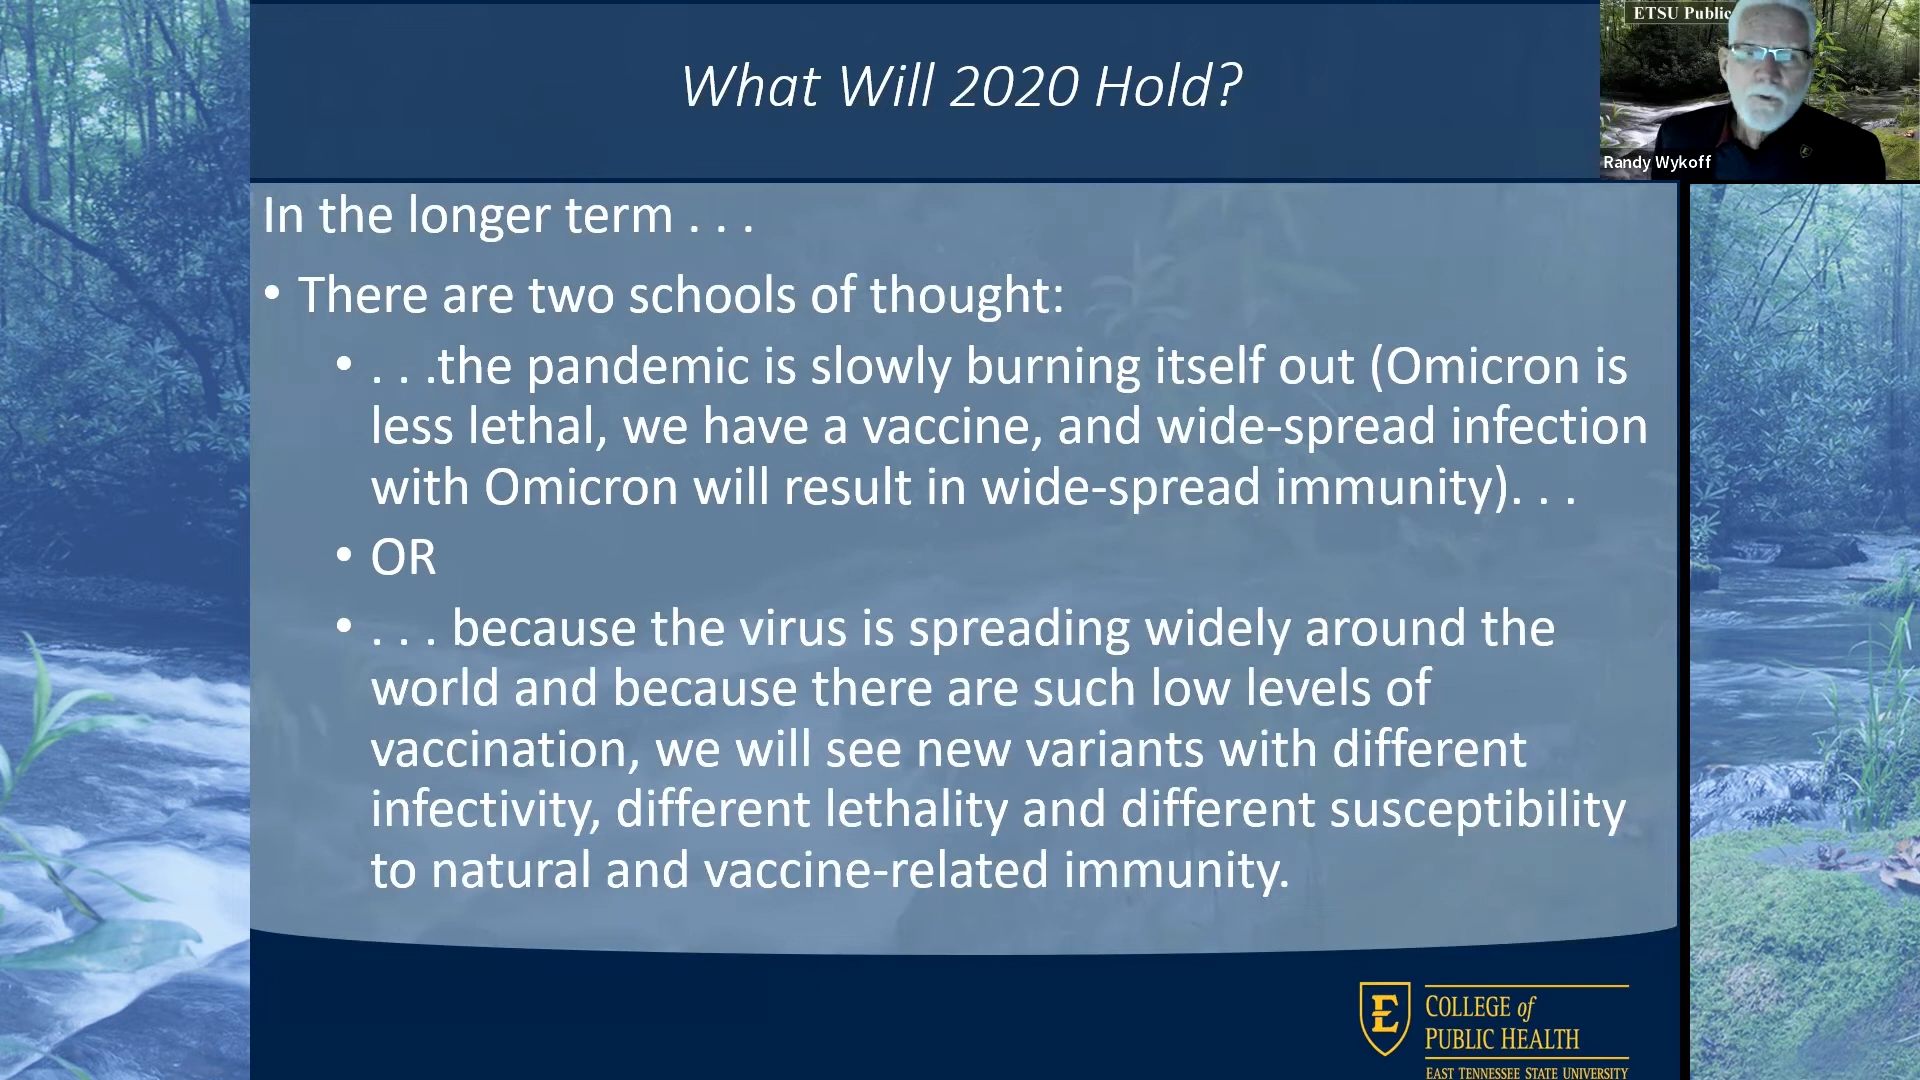 What Will 2020 Hold?
ETSU Public
Randy Wykoff
In the longer term . . .
• There are two schools of thought:
• . . .the pandemic is slowly burning itself out (Omicron is
less lethal, we have a vaccine, and wide-spread infection
with Omicron will result in wide-spread immunity). . .
• OR
• . . . because the virus is spreading widely around the
world and because there are such low levels of
vaccination, we will see new variants with different
infectivity, different lethality and different susceptibility
to natural and vaccine-related immunity.
E
COLLEGE of
PUBLIC HEALTH
EAST TENNESSEE STATE UNIVERSITY